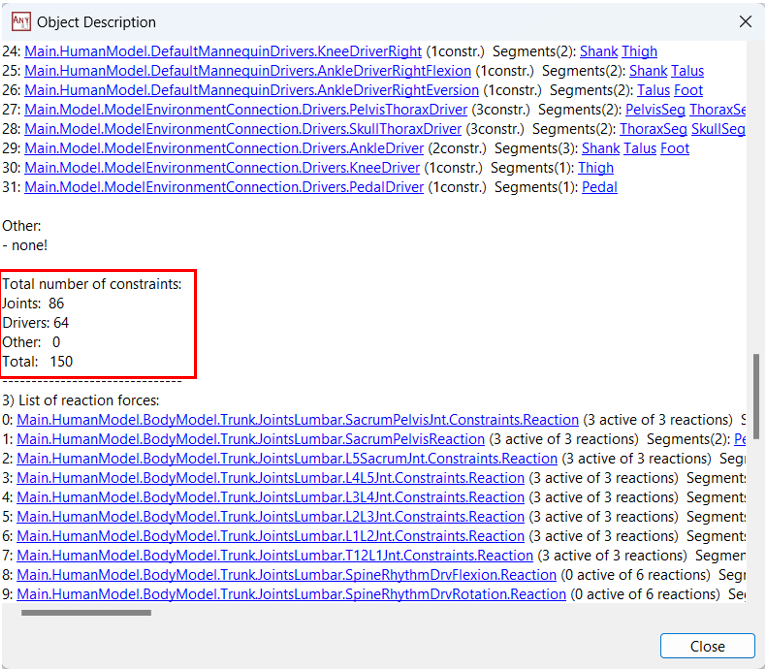 ANY
Object Description
24: Main.HumanModel.DefaultMannequinDrivers.KneeDriverRight (1constr.) Segments(2): Shank Thigh
25: Main.HumanModel.DefaultMannequinDrivers.AnkleDriverRightFlexion (1constr.) Segments(2): Shank Talus
26: Main.HumanModel.DefaultMannequinDrivers.AnkleDriverRightEversion (1constr.) Segments(2): Talus Foot
27: Main.Model.ModelEnvironmentConnection.Drivers.PelvisThoraxDriver (3constr.) Segments(2): PelvisSeg ThoraxSe
28: Main.Model.ModelEnvironmentConnection.Drivers.SkullThoraxDriver (3constr.) Segments(2): ThoraxSeg SkullSeg
29: Main.Model.ModelEnvironmentConnection.Drivers.AnkleDriver (2constr.) Segments(3): Shank Talus Foot
30: Main.Model.ModelEnvironmentConnection.Drivers.KneeDriver (1constr.) Segments(1): Thigh
31: Main.Model.ModelEnvironmentConnection.Drivers.PedalDriver (1constr.) Segments(1): Pedal
Other:
- none!
Total number of constraints:
Joints: 86
Drivers: 64
Other: 0
Total: 150
--------------------------------
3) List of reaction forces:
0: Main.HumanModel.BodyModel.Trunk.JointsLumbar.SacrumPelvisJnt.Constraints.Reaction (3 active of 3 reactions) S
1: Main.HumanModel.BodyModel.Trunk.JointsLumbar.SacrumPelvisReaction (3 active of 3 reactions) Segments(2): Pe
2: Main.HumanModel.BodyModel.Trunk.JointsLumbar.L5SacrumJnt.Constraints.Reaction (3 active of 3 reactions) Segm
3: Main.HumanModel.BodyModel.Trunk.JointsLumbar.L4L5Jnt.Constraints.Reaction (3 active of 3 reactions) Segments
4: Main.HumanModel.BodyModel.Trunk.JointsLumbar.L3L4Jnt.Constraints.Reaction (3 active of 3 reactions) Segments
5: Main.HumanModel.BodyModel.Trunk.JointsLumbar.L2L3Jnt.Constraints.Reaction (3 active of 3 reactions) Segments
6: Main.HumanModel.BodyModel.Trunk.JointsLumbar.L1L2Jnt.Constraints.Reaction (3 active of 3 reactions) Segments
7: Main.HumanModel.BodyModel.Trunk.JointsLumbar.T12L1Jnt.Constraints.Reaction (3 active of 3 reactions) Segmen
8: Main.HumanModel.BodyModel.Trunk.JointsLumbar.SpineRhythmDrvFlexion.Reaction (0 active of 6 reactions) Segm
9: Main.HumanModel.BodyModel.Trunk.JointsLumbar.SpineRhythmDrvRotation.Reaction (0 active of 6 reactions) Se
Close